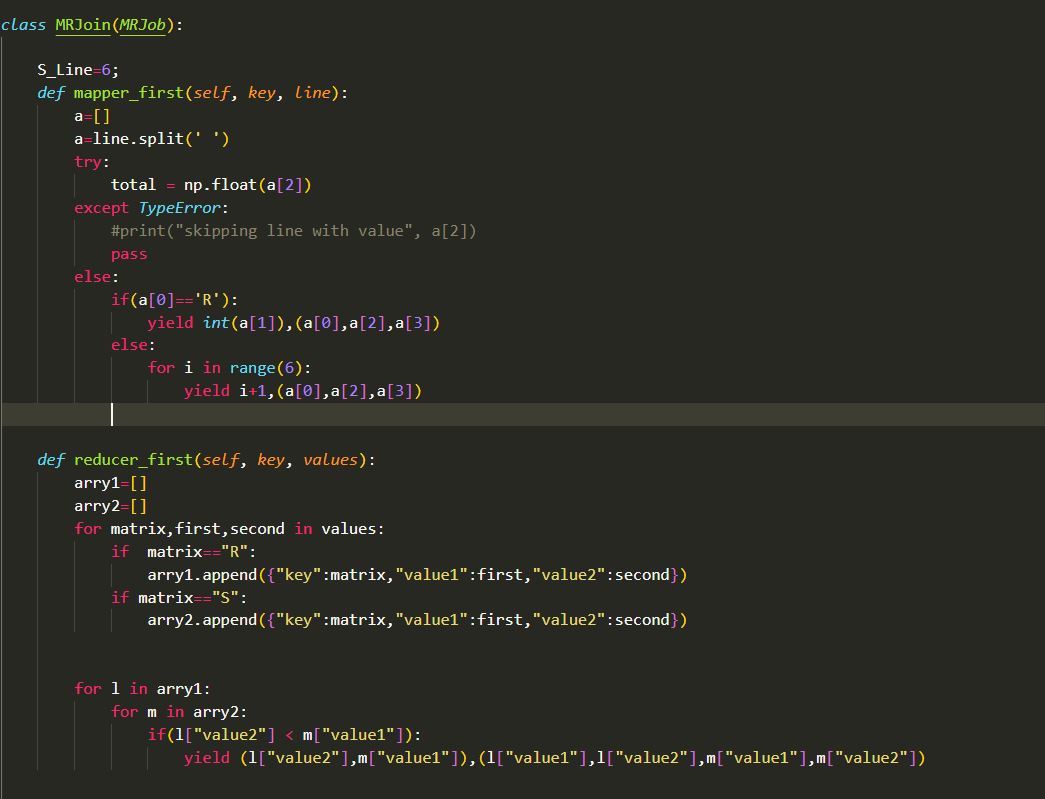 class MRJoin(MRJob):
S_Line=6;
def mapper_first(self, key, line):
a=[]
a=line.split(' ')
try:
total = np.float(a[2])
except TypeError:
#print("skipping line with value", a[2])
pass
else:
if(a[0]=='R'):
yield int(a[1]),(a[0],a[2],a[3])
else:
for i in range(6):
yield i+1,(a[0],a[2],a[3])
def reducer_first(self, key, values):
arry1=[]
arry2=[]
for matrix,first,second in values:
if  matrix=="R":
arry1.append({"key":matrix,"value1":first,"value2":second})
if matrix=="S":
arry2.append({"key":matrix,"value1":first,"value2":second})
for l in arry1:
for m in arry2:
if(l["value2"] < m["value1"]):
yield (l["value2"],m["value1"]),(l["value1"],l["value2"],m["value1"],m["value2"])